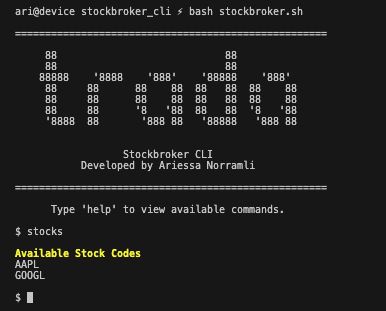 ari@device stockbroker_cli ⚡ bash stockbroker.sh
====================================================
     88                            88
     88                            88
    88888    '8888    '888'    '88888    '888'
     88     88      88    88  88    88  88    88
     88     88      88    88  88    88  88    88
     88     88      '8   '88  88    88  '8   '88
     '8888  88       '888 88   '88888   '888 88
Stockbroker CLI
Developed by Ariessa Norramli
====================================================
Type 'help' to view available commands.
$ stocks
Available Stock Codes
AAPL
GOOGL
$